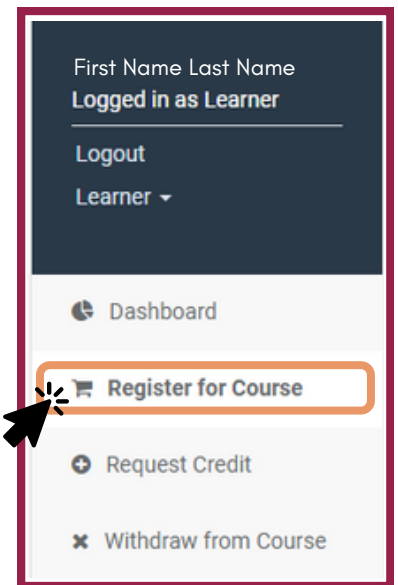 First Name Last Name
Logged in as Learner
Logout
Learner
Dashboard
Register for Course
Request Credit
Withdraw from Course